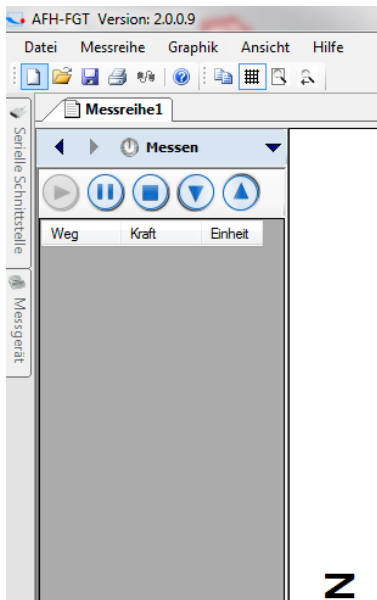 AFH-FGT Version: 2.0.0.9
Datei Messreihe Graphik Ansicht Hilfe
Messreihe1
Serielle Schnittstelle
Messgerät
Messen
Weg Kraft Einheit
N